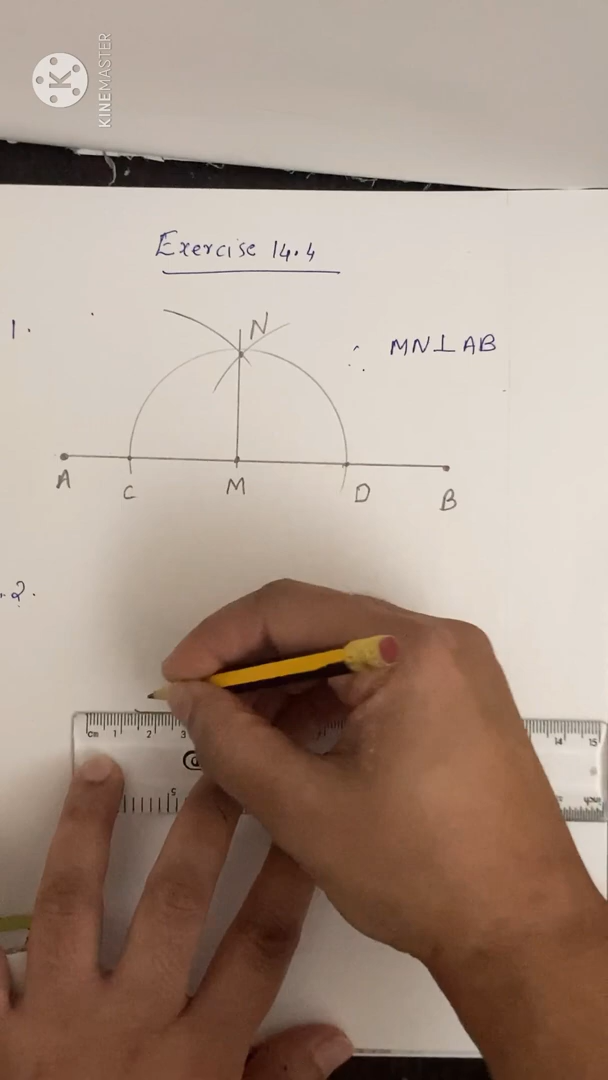 KINEMASTER
Exercise 14.4
1.
N
∴ MN⊥AB
A
C
M
D
B
2.
cm 1 2 3
14 15
5